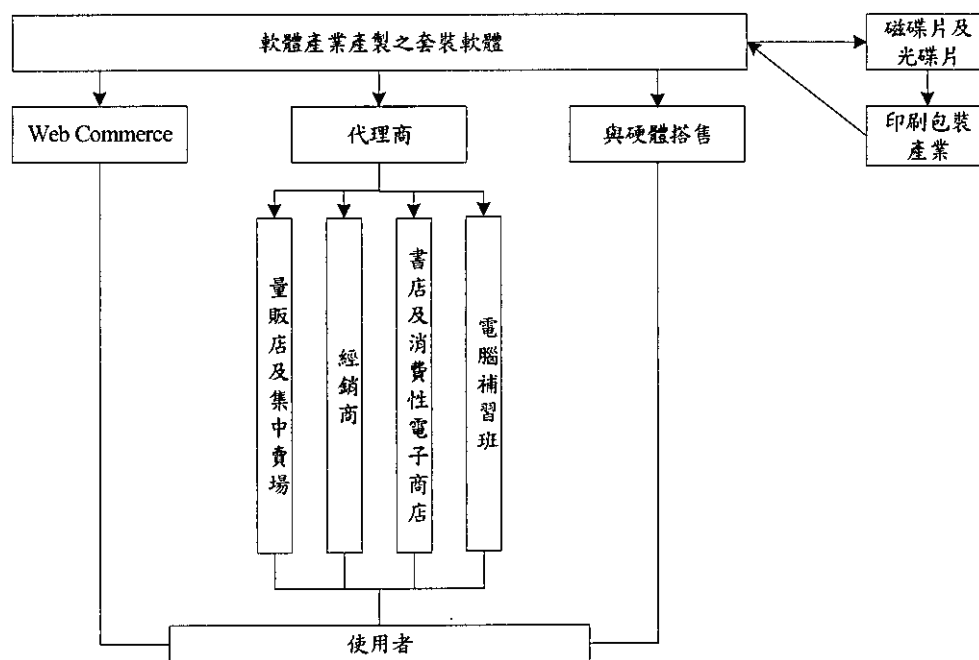 軟體產業產製之套裝軟體
磁碟片及
光碟片
Web Commerce
代理商
與硬體搭售
印刷包裝
產業
量販店及集中賣場
經銷商
書店及消費性電子商店
電腦補習班
使用者